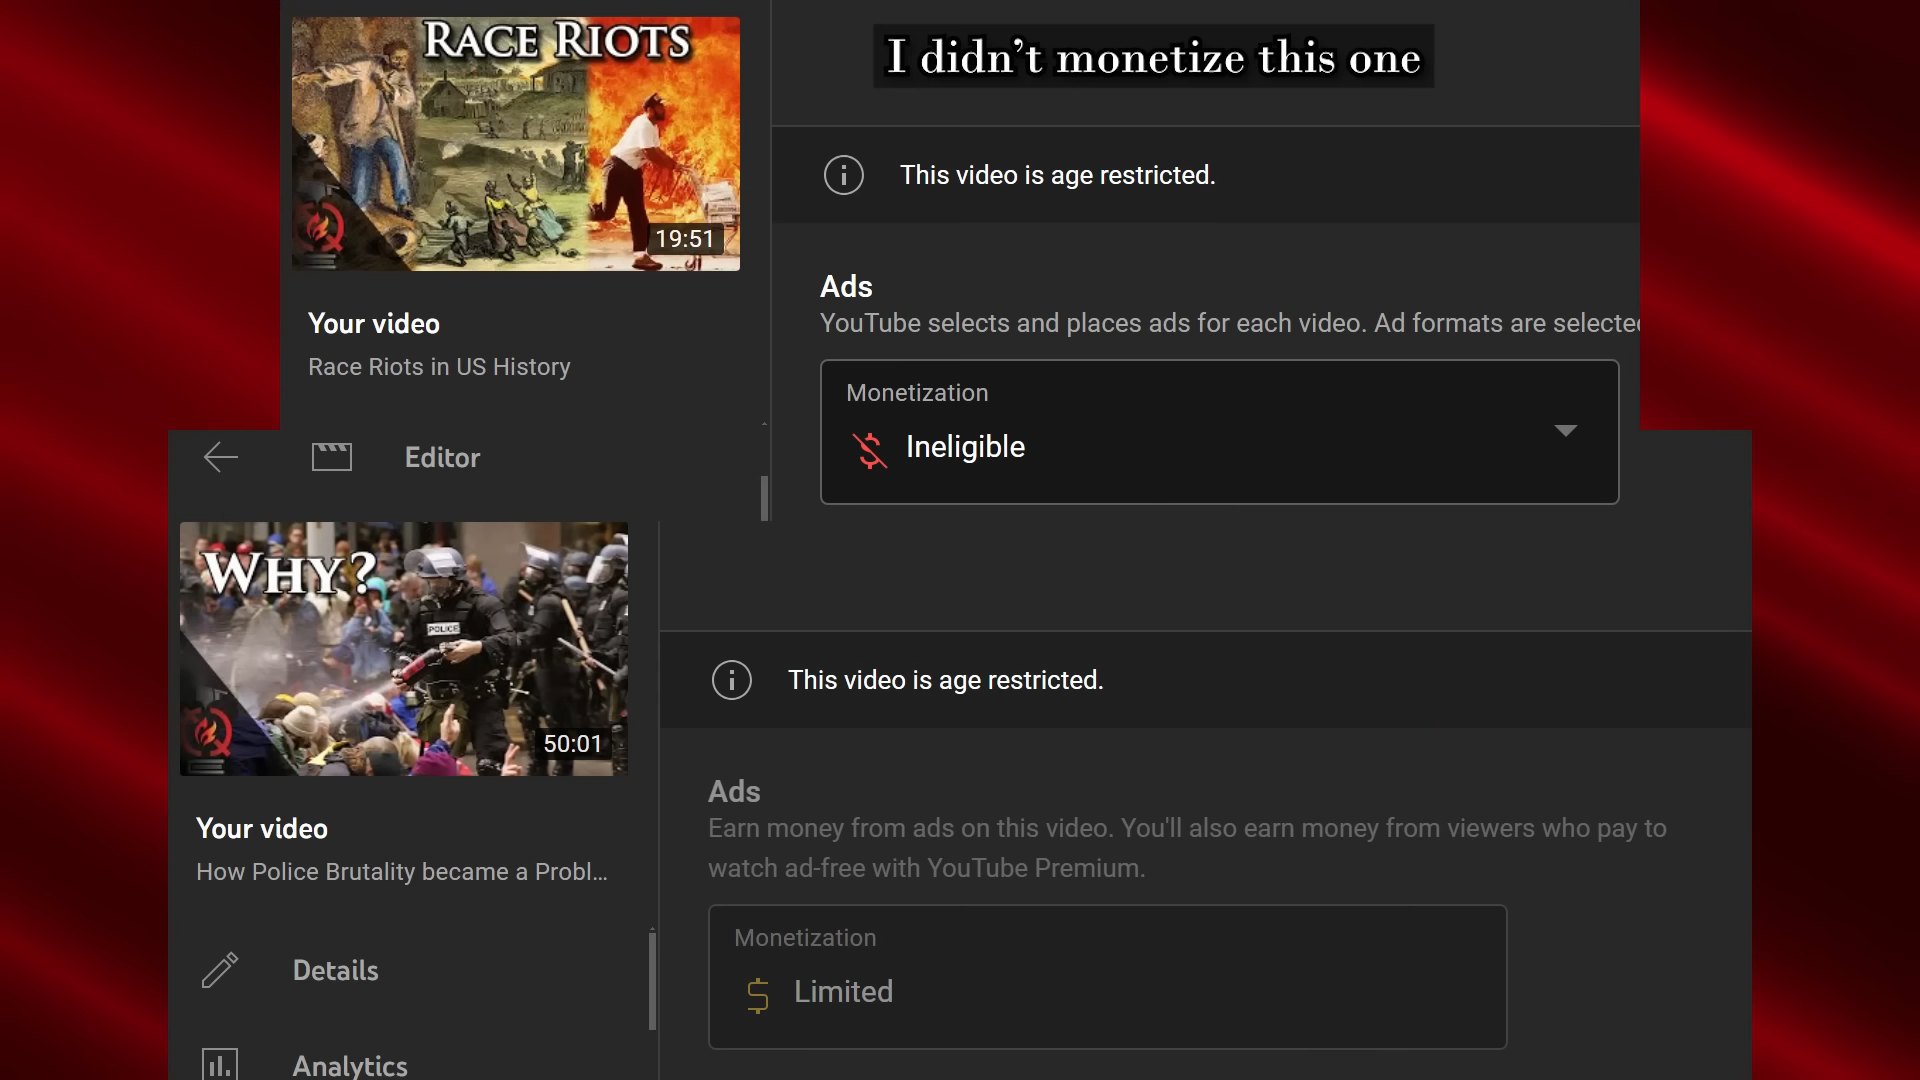 RACE RIOTS
19:51
Your video
Race Riots in US History
Editor
I didn't monetize this one
This video is age restricted.
Ads
YouTube selects and places ads for each video. Ad formats are selected
Monetization
Ineligible
WHY?
POLICE
50:01
Your video
How Police Brutality became a Probl...
Details
Analytics
This video is age restricted.
Ads
Earn money from ads on this video. You'll also earn money from viewers who pay to
watch ad-free with YouTube Premium.
Monetization
Limited